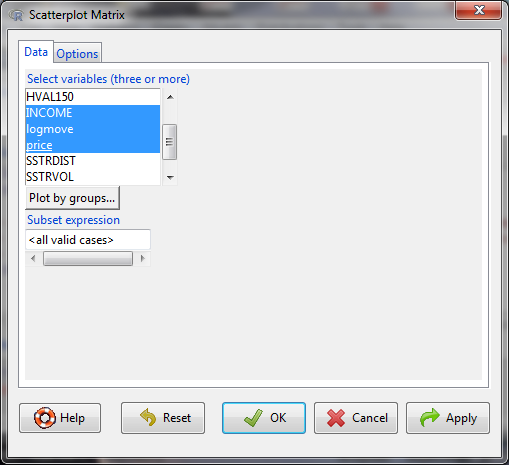 Scatterplot Matrix
Data
Options
Select variables (three or more)
HVAL150
INCOME
logmove
price
SSTRDIST
SSTRVOL
Plot by groups...
Subset expression
<all valid cases>
Help
Reset
OK
Cancel
Apply